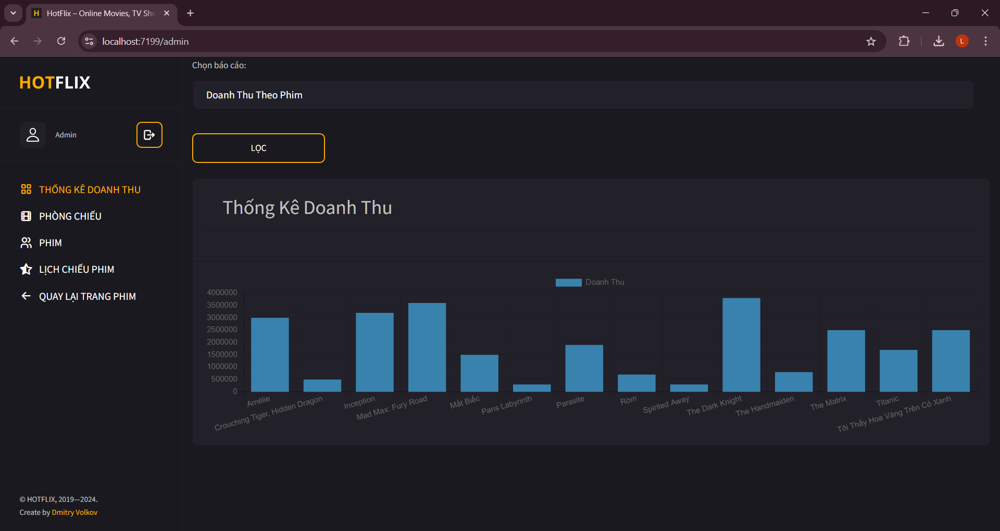 H HotFlix – Online Movies, TV Sho
localhost:7199/admin
L
HOTFLIX
Admin
THỐNG KÊ DOANH THU
PHÒNG CHIẾU
PHIM
LỊCH CHIẾU PHIM
QUAY LẠI TRANG PHIM
© HOTFLIX, 2019—2024.
Create by Dmitry Volkov
Chọn báo cáo:
Doanh Thu Theo Phim
LỌC
Thống Kê Doanh Thu
Doanh Thu
4000000
3500000
3000000
2500000
2000000
1500000
1000000
500000
0
Amélie
Crouching Tiger, Hidden Dragon
Inception
Mad Max: Fury Road
Mắt Biếc
Pans Labyrinth
Parasite
Ròm
Spirited Away
The Dark Knight
The Handmaiden
The Matrix
Titanic
Tôi Thấy Hoa Vàng Trên Cỏ Xanh